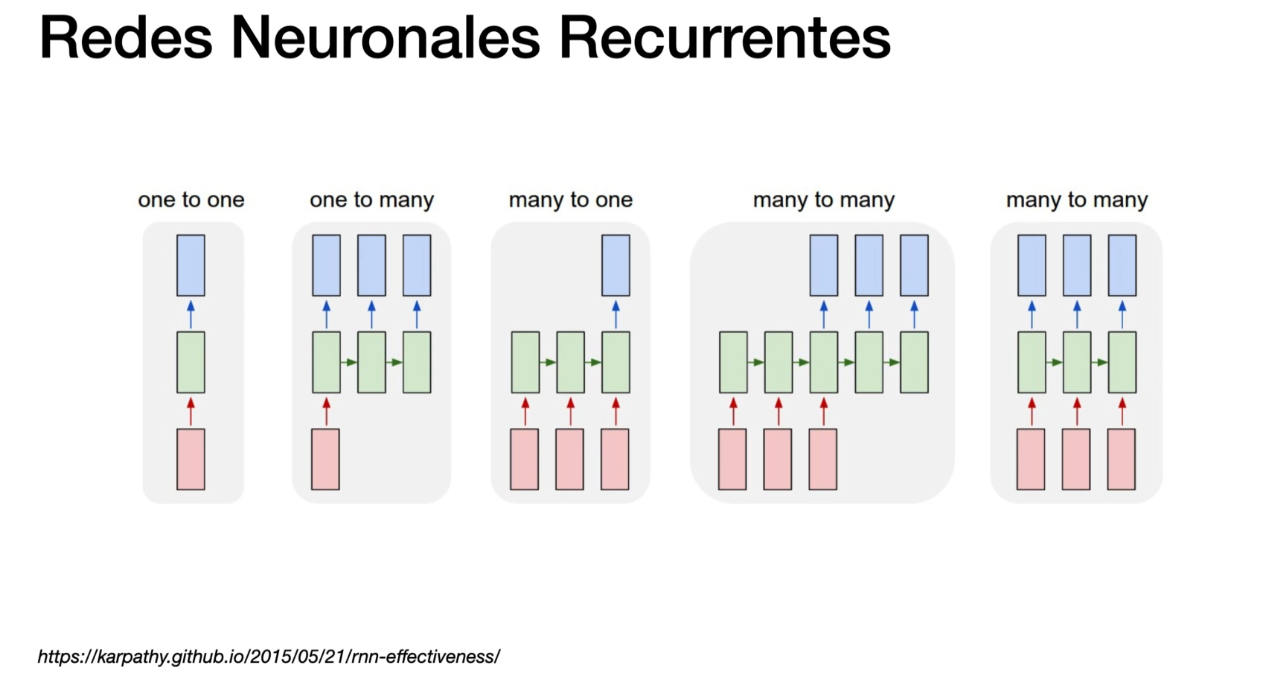 Redes Neuronales Recurrentes
one to one
one to many
many to one
many to many
many to many
https://karpathy.github.io/2015/05/21/rnn-effectiveness/